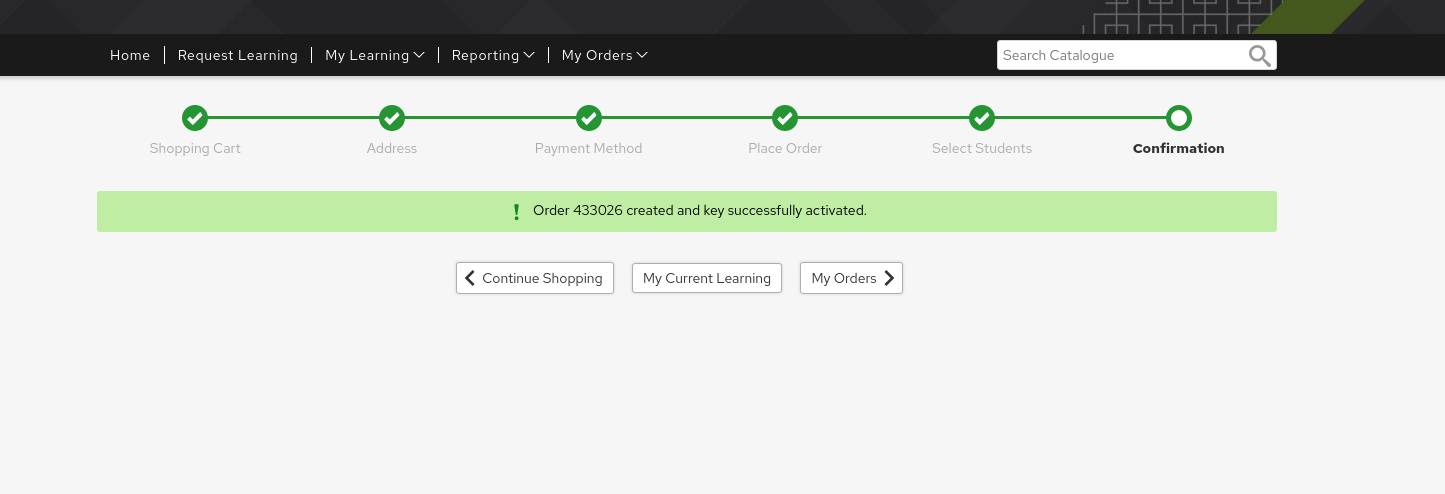 Home Request Learning My Learning Reporting My Orders Search Catalogue
Shopping Cart Address Payment Method Place Order Select Students Confirmation
Order 433026 created and key successfully activated.
Continue Shopping My Current Learning My Orders